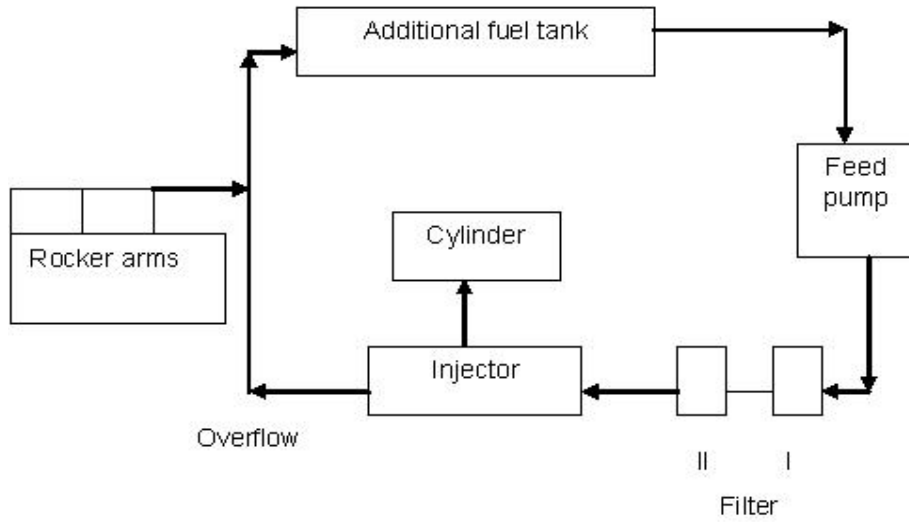 Additional fuel tank
Feed
pump
Cylinder
Rocker arms
Injector
Overflow
II
I
Filter